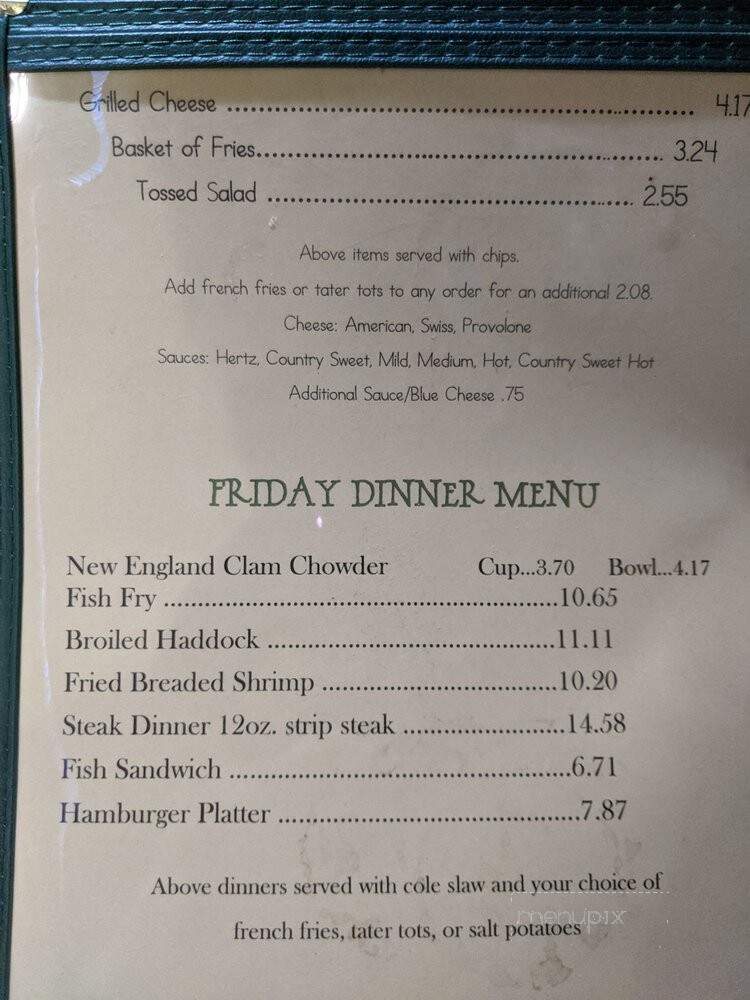 Grilled Cheese ........................................................... 4.17
Basket of Fries.................................................... 3.24
Tossed Salad .............................................. 2.55
Above items served with chips.
Add french fries or tater tots to any order for an additional 2.08.
Cheese: American, Swiss, Provolone
Sauces: Hertz, Country Sweet, Mild, Medium, Hot, Country Sweet Hot
Additional Sauce/Blue Cheese .75
FRIDAY DINNER MENU
New England Clam Chowder Cup...3.70 Bowl...4.17
Fish Fry ........................................................10.65
Broiled Haddock .........................................11.11
Fried Breaded Shrimp .................................10.20
Steak Dinner 12oz. strip steak .......................14.58
Fish Sandwich ................................................6.71
Hamburger Platter ..........................................7.87
Above dinners served with cole slaw and your choice of
menupix
french fries, tater tots, or salt potatoes